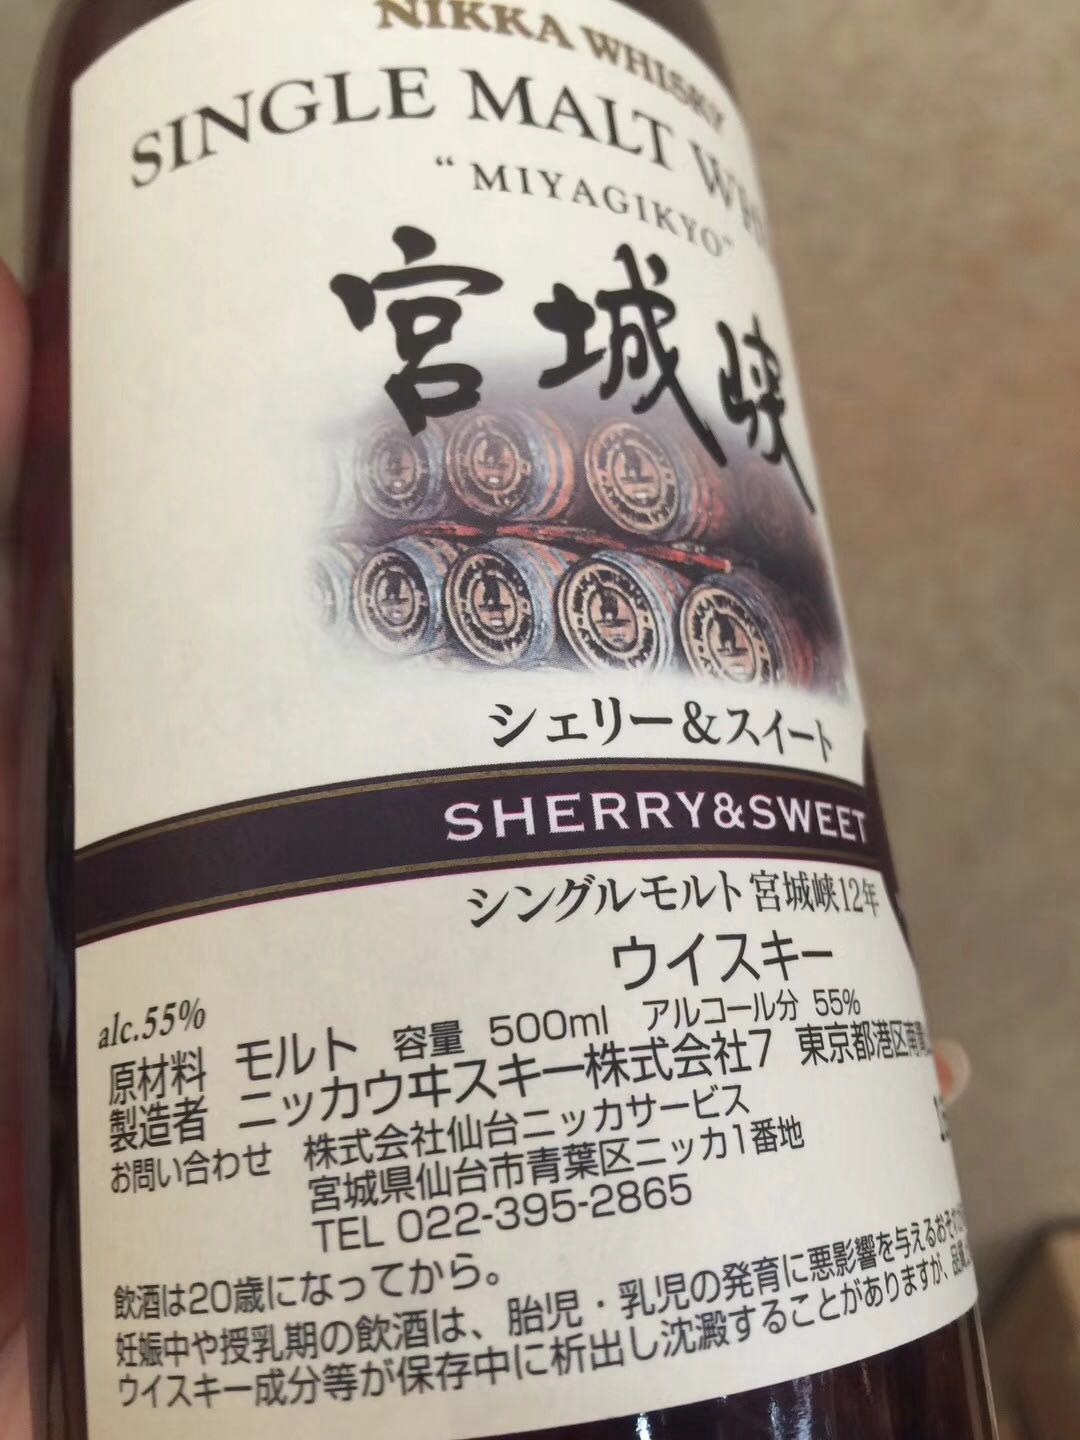 NIKKA WHISKY
SINGLE MALT
"MIYAGIKYO"
宮城峡
シェリー&スイート
SHERRY&SWEET
シングルモルト宮城峡12年
ウイスキー
alc.55%
原材料 モルト 容量 500ml アルコール分 55%
製造者 ニッカウヰスキー株式会社7 東京都港区南
お問い合わせ 株式会社仙台ニッカサービス
宮城県仙台市青葉区ニッカ1番地
TEL 022-395-2865
飲酒は20歳になってから。
妊娠中や授乳期の飲酒は、胎児・乳児の発育に悪影響を与えるおそれが
ウイスキー成分等が保存中に析出し沈澱することがありますが、品質